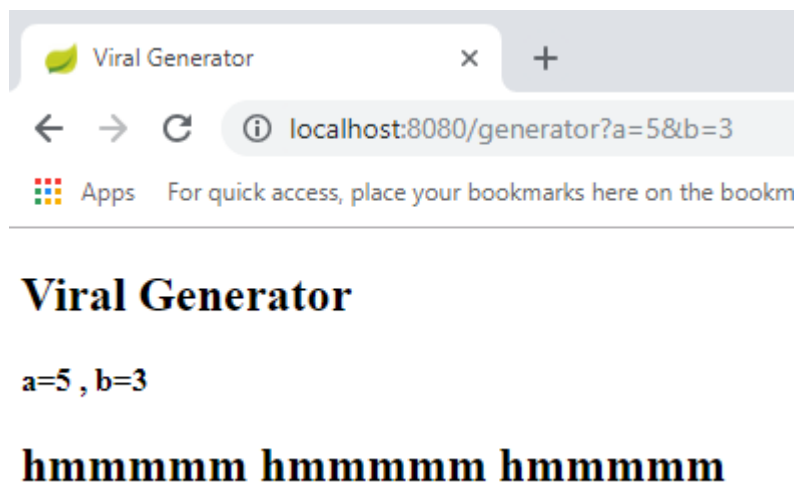 Viral Generator
localhost:8080/generator?a=5&b=3
Apps For quick access, place your bookmarks here on the bookm
Viral Generator
a=5 , b=3
hmmmmm hmmmmm hmmmmm